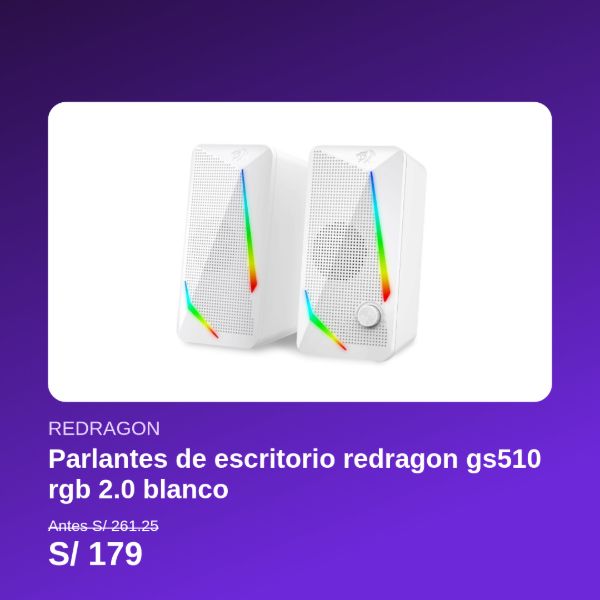 REDRAGON
Parlantes de escritorio redragon gs510
rgb 2.0 blanco
Antes S/ 261.25
S/ 179